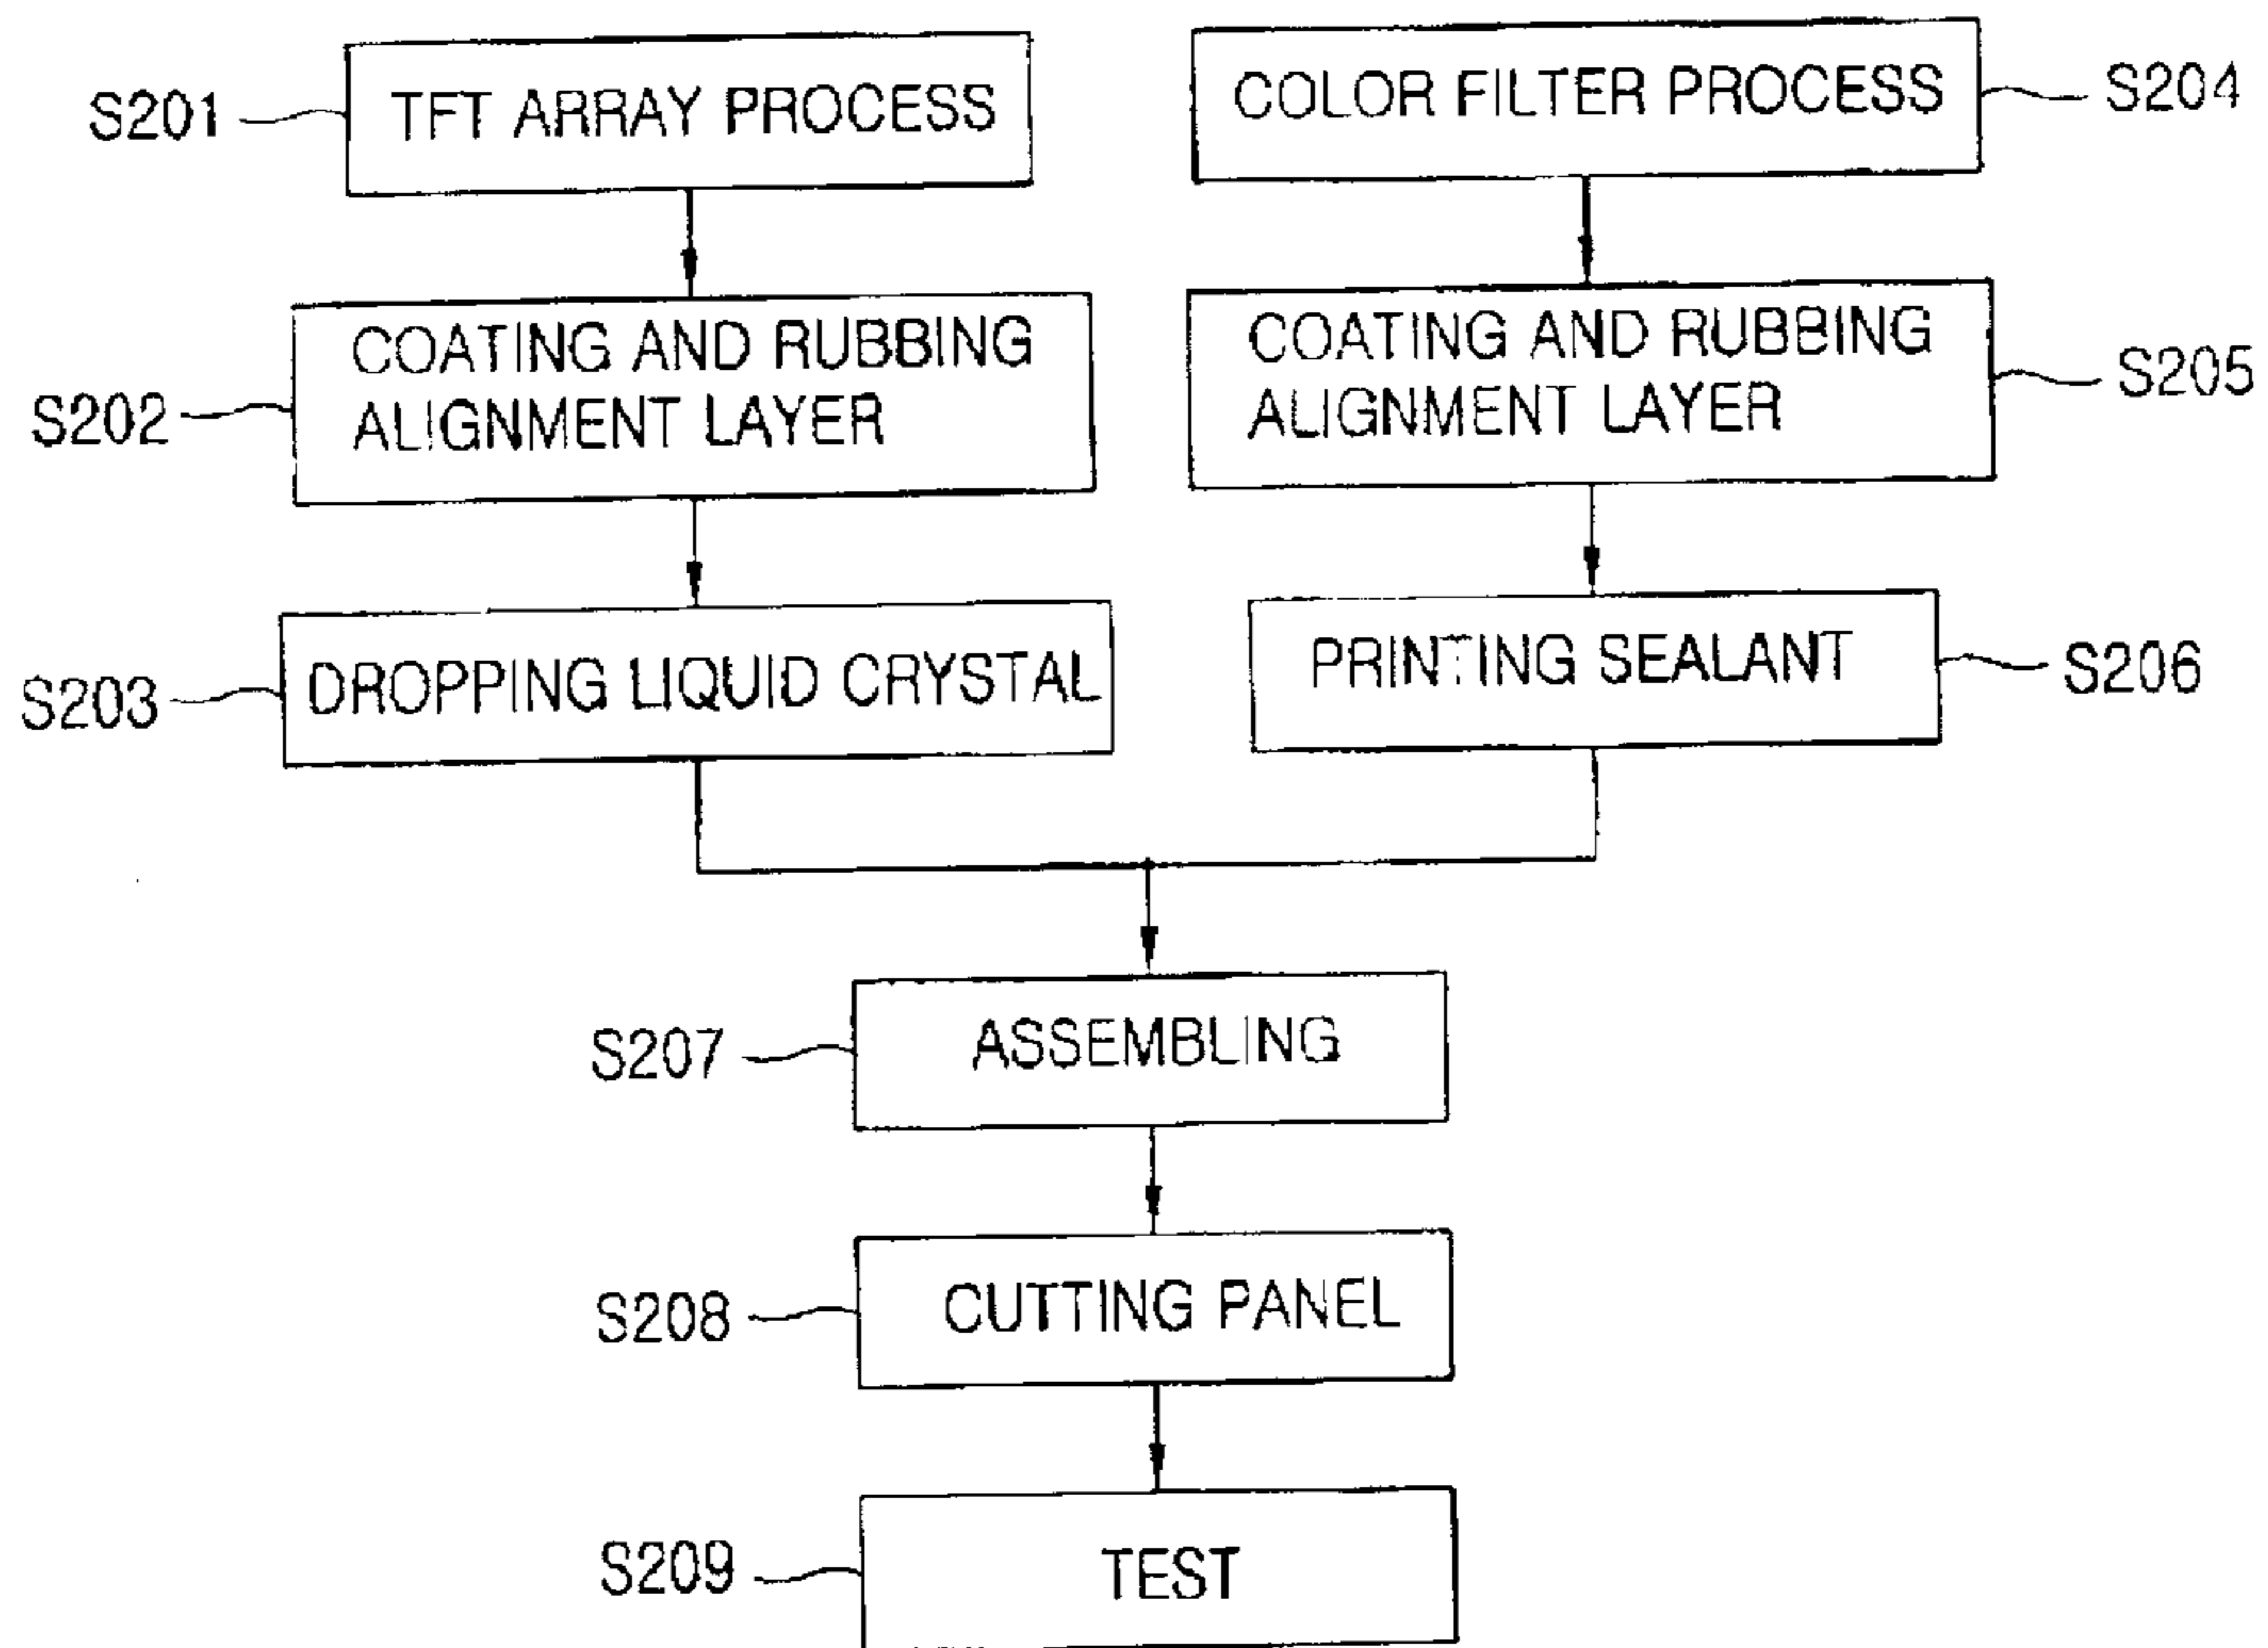 S201
TFT ARRAY PROCESS
COLOR FILTER PROCESS
S204
S202
COATING AND RUBBING
ALIGNMENT LAYER
COATING AND RUBBING
ALIGNMENT LAYER
S205
S203
DROPPING LIQUID CRYSTAL
PRINTING SEALANT
S206
S207
ASSEMBLING
S208
CUTTING PANEL
S209
TEST